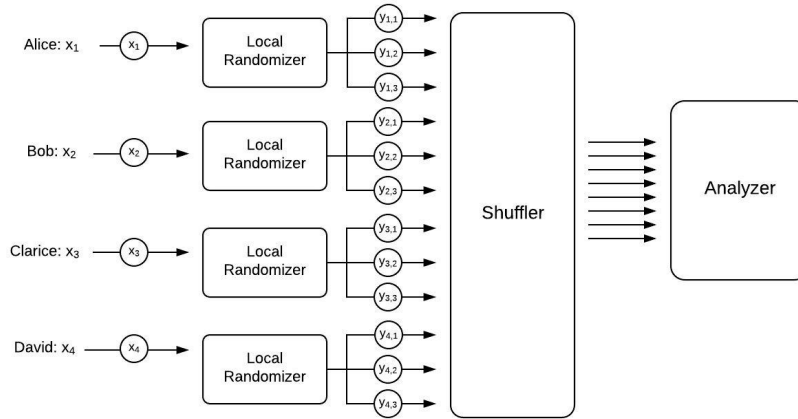 Alice: x₁
x₁
Local
Randomizer
y₁,₁
y₁,₂
y₁,₃
Bob: x₂
x₂
Local
Randomizer
y₂,₁
y₂,₂
y₂,₃
Clarice: x₃
x₃
Local
Randomizer
y₃,₁
y₃,₂
y₃,₃
David: x₄
x₄
Local
Randomizer
y₄,₁
y₄,₂
y₄,₃
Shuffler
Analyzer